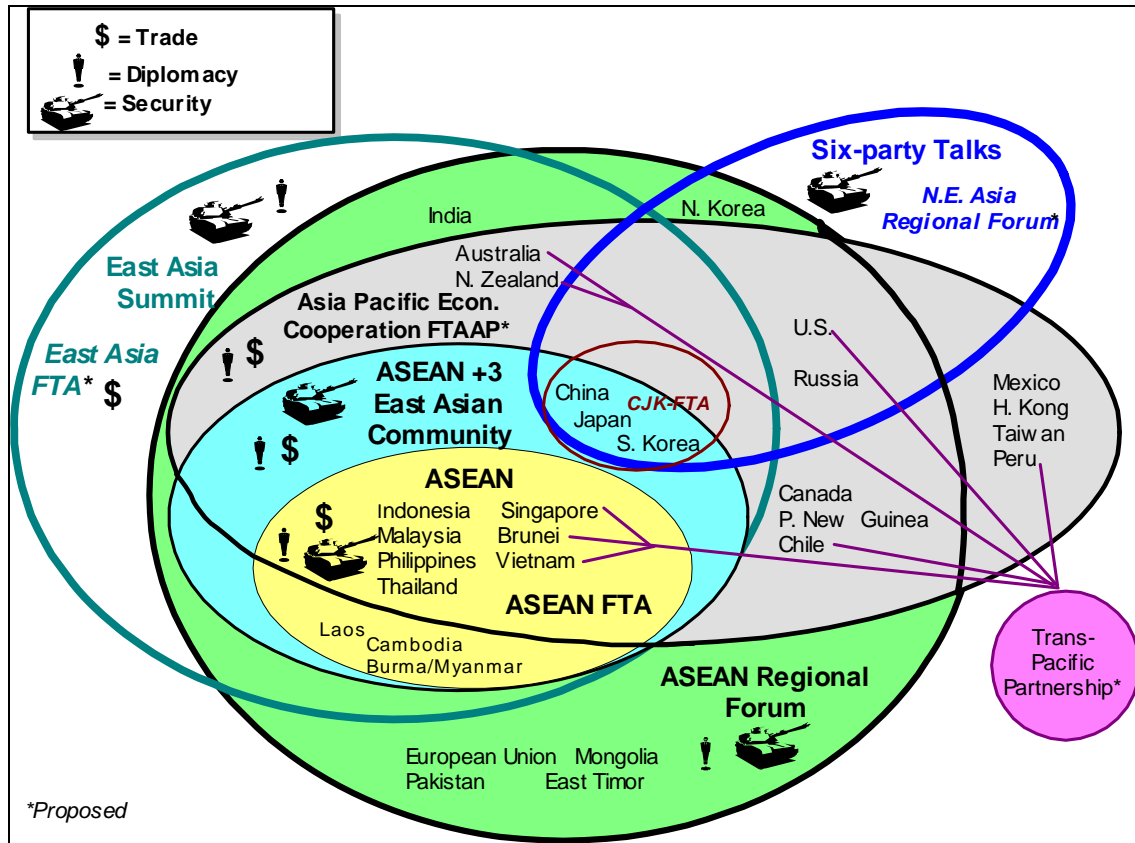 $ = Trade
= Diplomacy
= Security
Six-party Talks
N.E. Asia
Regional Forum*
N. Korea
India
Australia
N. Zealand
East Asia
Summit
Asia Pacific Econ.
Cooperation FTAAP*
U.S.
East Asia
FTA* $
$
ASEAN +3
East Asian
Community
China
CJK-FTA
Japan
S. Korea
Russia
Mexico
H. Kong
Taiwan
Peru
$
ASEAN
$
Indonesia Singapore
Malaysia Brunei
Philippines Vietnam
Thailand
ASEAN FTA
Canada
P. New Guinea
Chile
Laos
Cambodia
Burma/Myanmar
Trans-
Pacific
Partnership*
ASEAN Regional
Forum
European Union Mongolia
Pakistan East Timor
*Proposed